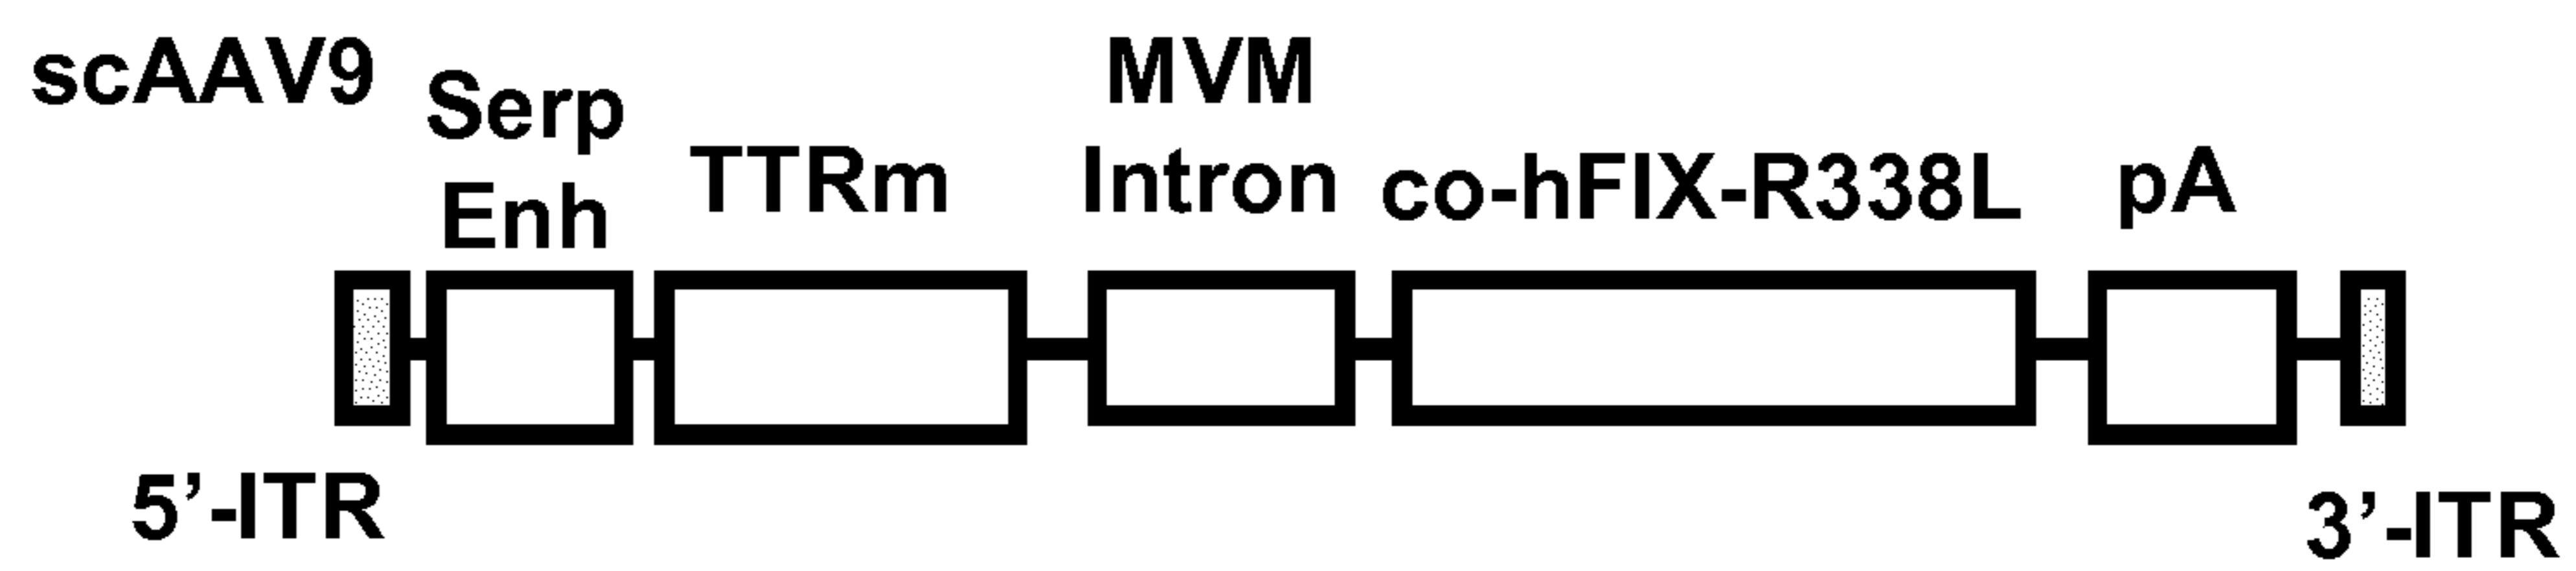 scAAV9
Serp
Enh
TTRm
MVM
Intron
co-hFIX-R338L
pA
5’-ITR
3’-ITR